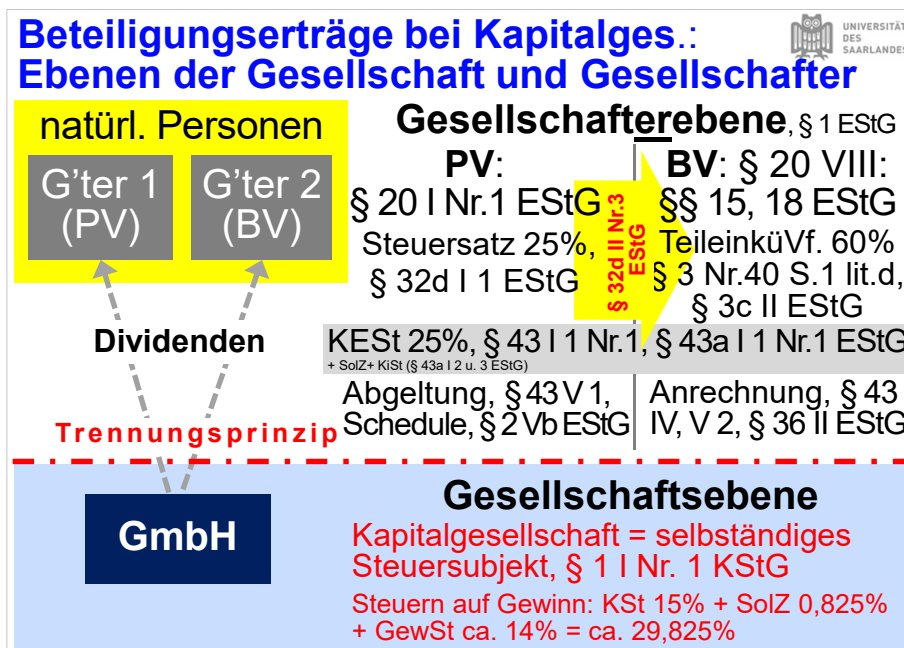 Beteiligungserträge bei Kapitalges.:
Ebenen der Gesellschaft und Gesellschafter
UNIVERSITÄT
DES
SAARLANDES
natürl. Personen
G'ter 1
(PV)
G'ter 2
(BV)
Dividenden
Trennungsprinzip
GmbH
Gesellschafterebene, § 1 EStG
PV:
§ 20 I Nr.1 EStG
Steuersatz 25%,
§ 32d I 1 EStG
§ 32d II Nr.3
EStG
BV: § 20 VIII:
§§ 15, 18 EStG
TeileinküVf. 60%
§ 3 Nr.40 S.1 lit.d,
§ 3c II EStG
KESt 25%, § 43 I 1 Nr.1, § 43a I 1 Nr.1 EStG
+ SolZ+ KiSt (§ 43a I 2 u. 3 EStG)
Abgeltung, § 43 V 1,
Schedule, § 2 Vb EStG
Anrechnung, § 43
IV, V 2, § 36 II EStG
Gesellschaftsebene
Kapitalgesellschaft = selbständiges
Steuersubjekt, § 1 I Nr. 1 KStG
Steuern auf Gewinn: KSt 15% + SolZ 0,825%
+ GewSt ca. 14% = ca. 29,825%